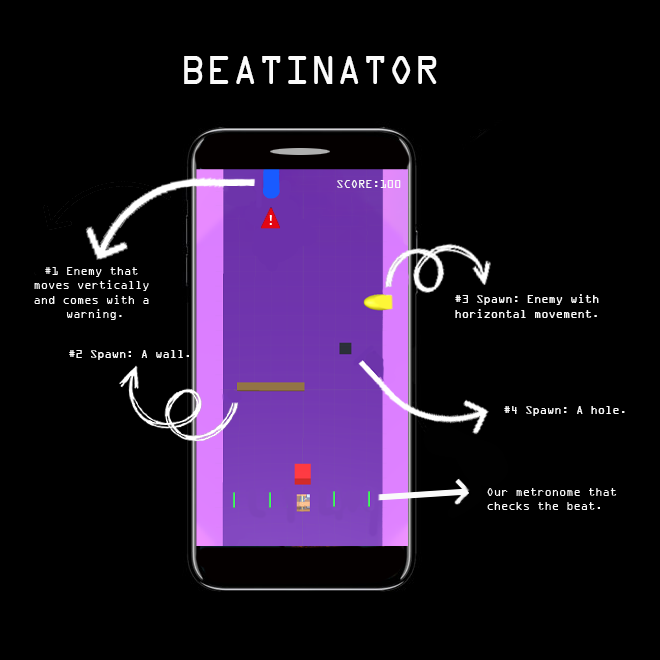 BEATINATOR
SCORE:100
#1 Enemy that
moves vertically
and comes with a
warning.
#3 Spawn: Enemy with
horizontal movement.
#2 Spawn: A wall.
#4 Spawn: A hole.
Our metronome that
checks the beat.